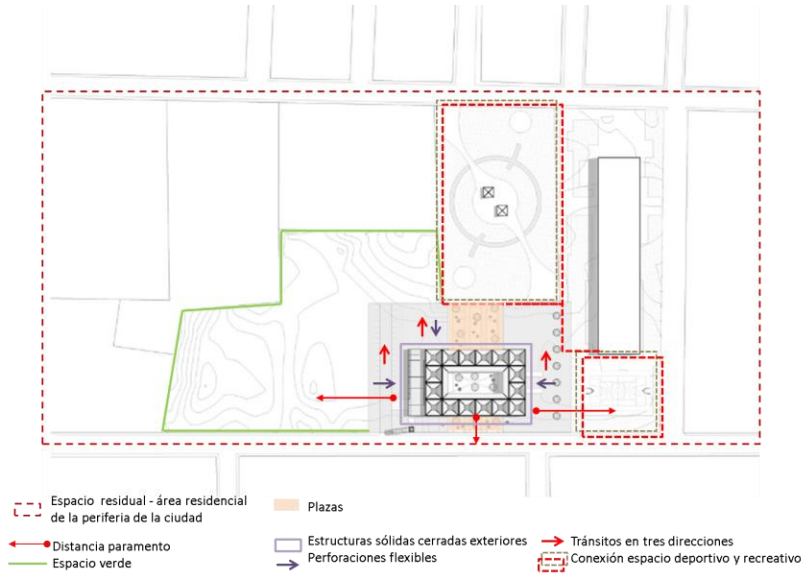 Espacio residual - área residencial
de la periferia de la ciudad
Plazas
Distancia paramento
Estructuras sólidas cerradas exteriores
Tránsitos en tres direcciones
Espacio verde
Perforaciones flexibles
Conexión espacio deportivo y recreativo